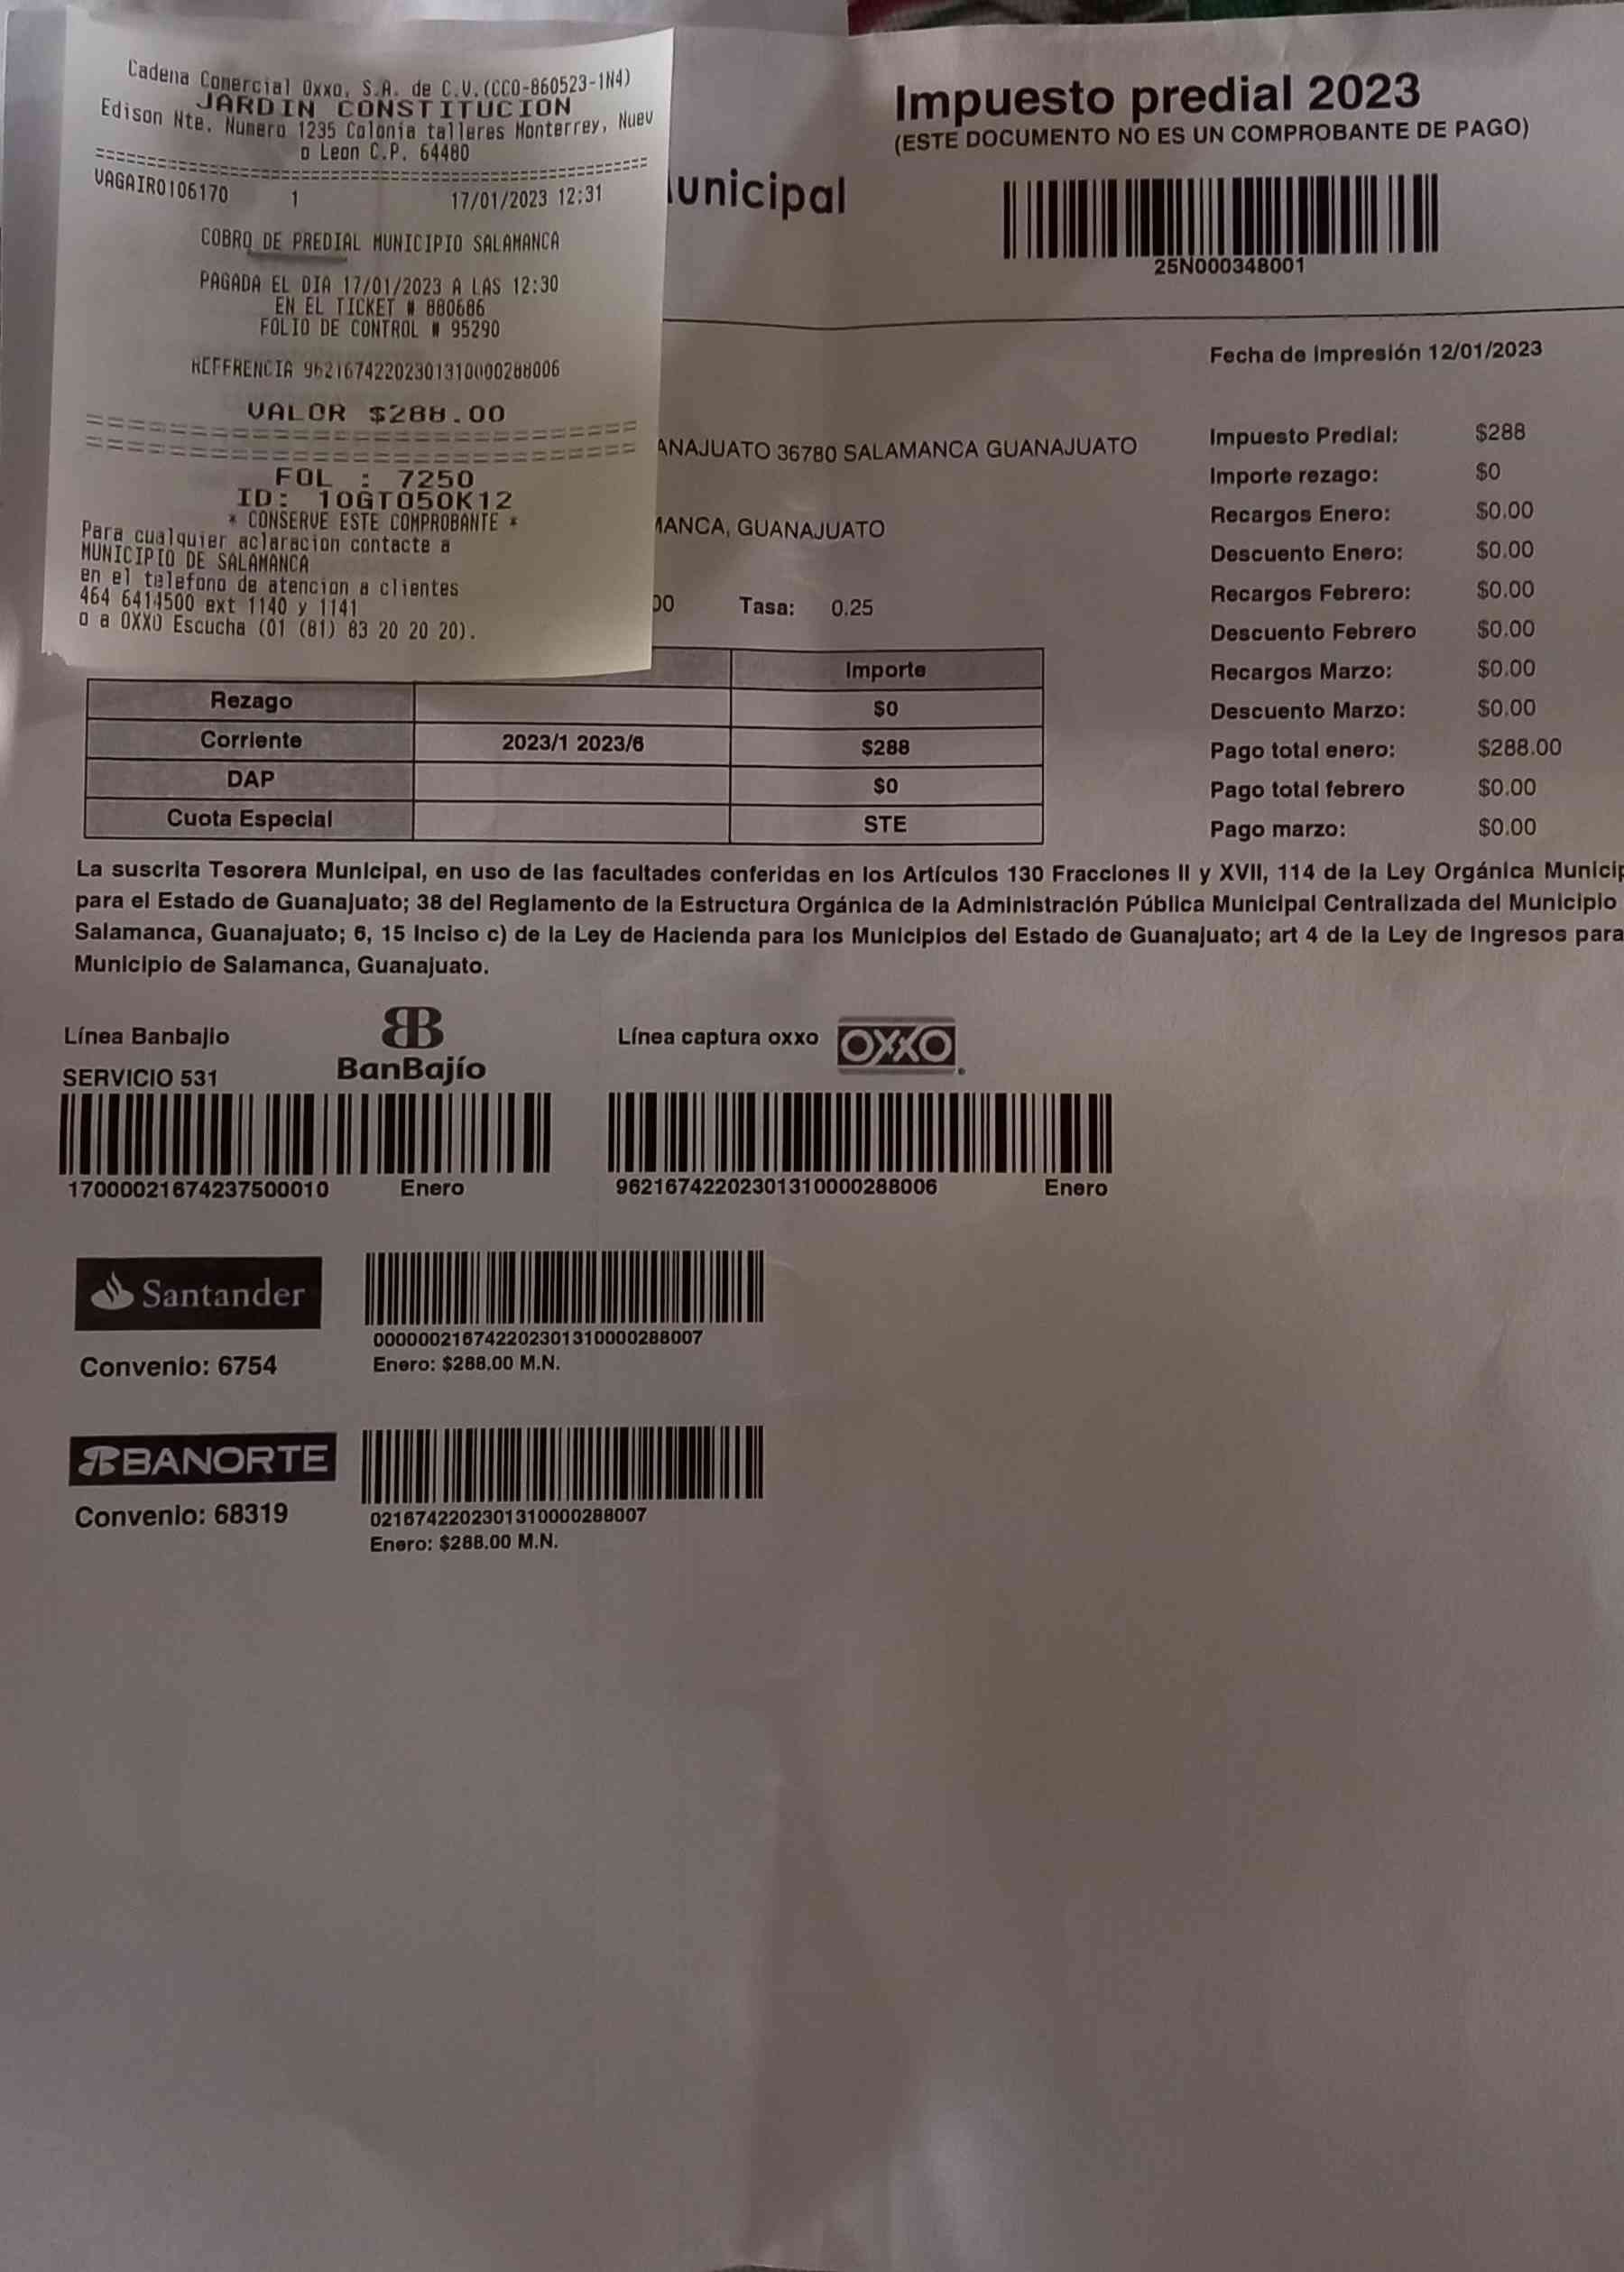 Cadena Comercial Oxxo, S.A. de C.V.(CCO-860523-1N4)
JARDIN CONSTITUCION
Edison Nte. Numero 1235 Colonia talleres Monterrey, Nuev
o Leon C.P. 64480
VAGAIR0106170 1 17/01/2023 12:31
COBRO DE PREDIAL MUNICIPIO SALAMANCA
PAGADA EL DIA 17/01/2023 A LAS 12:30
EN EL TICKET # 880686
FOLIO DE CONTROL # 95290
REFERENCIA 96216742202301310000288006
VALOR $288.00
FOL : 7250
ID: 10GTO50K12
* CONSERVE ESTE COMPROBANTE *
Para cualquier aclaracion contacte a
MUNICIPIO DE SALAMANCA
en el telefono de atencion a clientes
464 6414500 ext 1140 y 1141
o a OXXO Escucha (01 (81) 83 20 20 20).
unicipal
Impuesto predial 2023
(ESTE DOCUMENTO NO ES UN COMPROBANTE DE PAGO)
25N000348001
Fecha de Impresión 12/01/2023
ANAJUATO 36780 SALAMANCA GUANAJUATO
MANCA, GUANAJUATO
00 Tasa: 0.25
Impuesto Predial: $288
Importe rezago: $0
Recargos Enero: $0.00
Descuento Enero: $0.00
Recargos Febrero: $0.00
Descuento Febrero $0.00
Recargos Marzo: $0.00
Descuento Marzo: $0.00
Pago total enero: $288.00
Pago total febrero $0.00
Pago marzo: $0.00
Importe
Rezago $0
Corriente 2023/1 2023/6 $288
DAP $0
Cuota Especial STE
La suscrita Tesorera Municipal, en uso de las facultades conferidas en los Artículos 130 Fracciones II y XVII, 114 de la Ley Orgánica Municip
para el Estado de Guanajuato; 38 del Reglamento de la Estructura Orgánica de la Administración Pública Municipal Centralizada del Municipio
Salamanca, Guanajuato; 6, 15 Inciso c) de la Ley de Hacienda para los Municipios del Estado de Guanajuato; art 4 de la Ley de Ingresos para
Municipio de Salamanca, Guanajuato.
Línea Banbajio
SERVICIO 531
BB
BanBajío
17000021674237500010 Enero
Línea captura oxxo
OXXO
96216742202301310000288006 Enero
Santander
Convenio: 6754
000000216742202301310000288007
Enero: $288.00 M.N.
BANORTE
Convenio: 68319
0216742202301310000288007
Enero: $288.00 M.N.